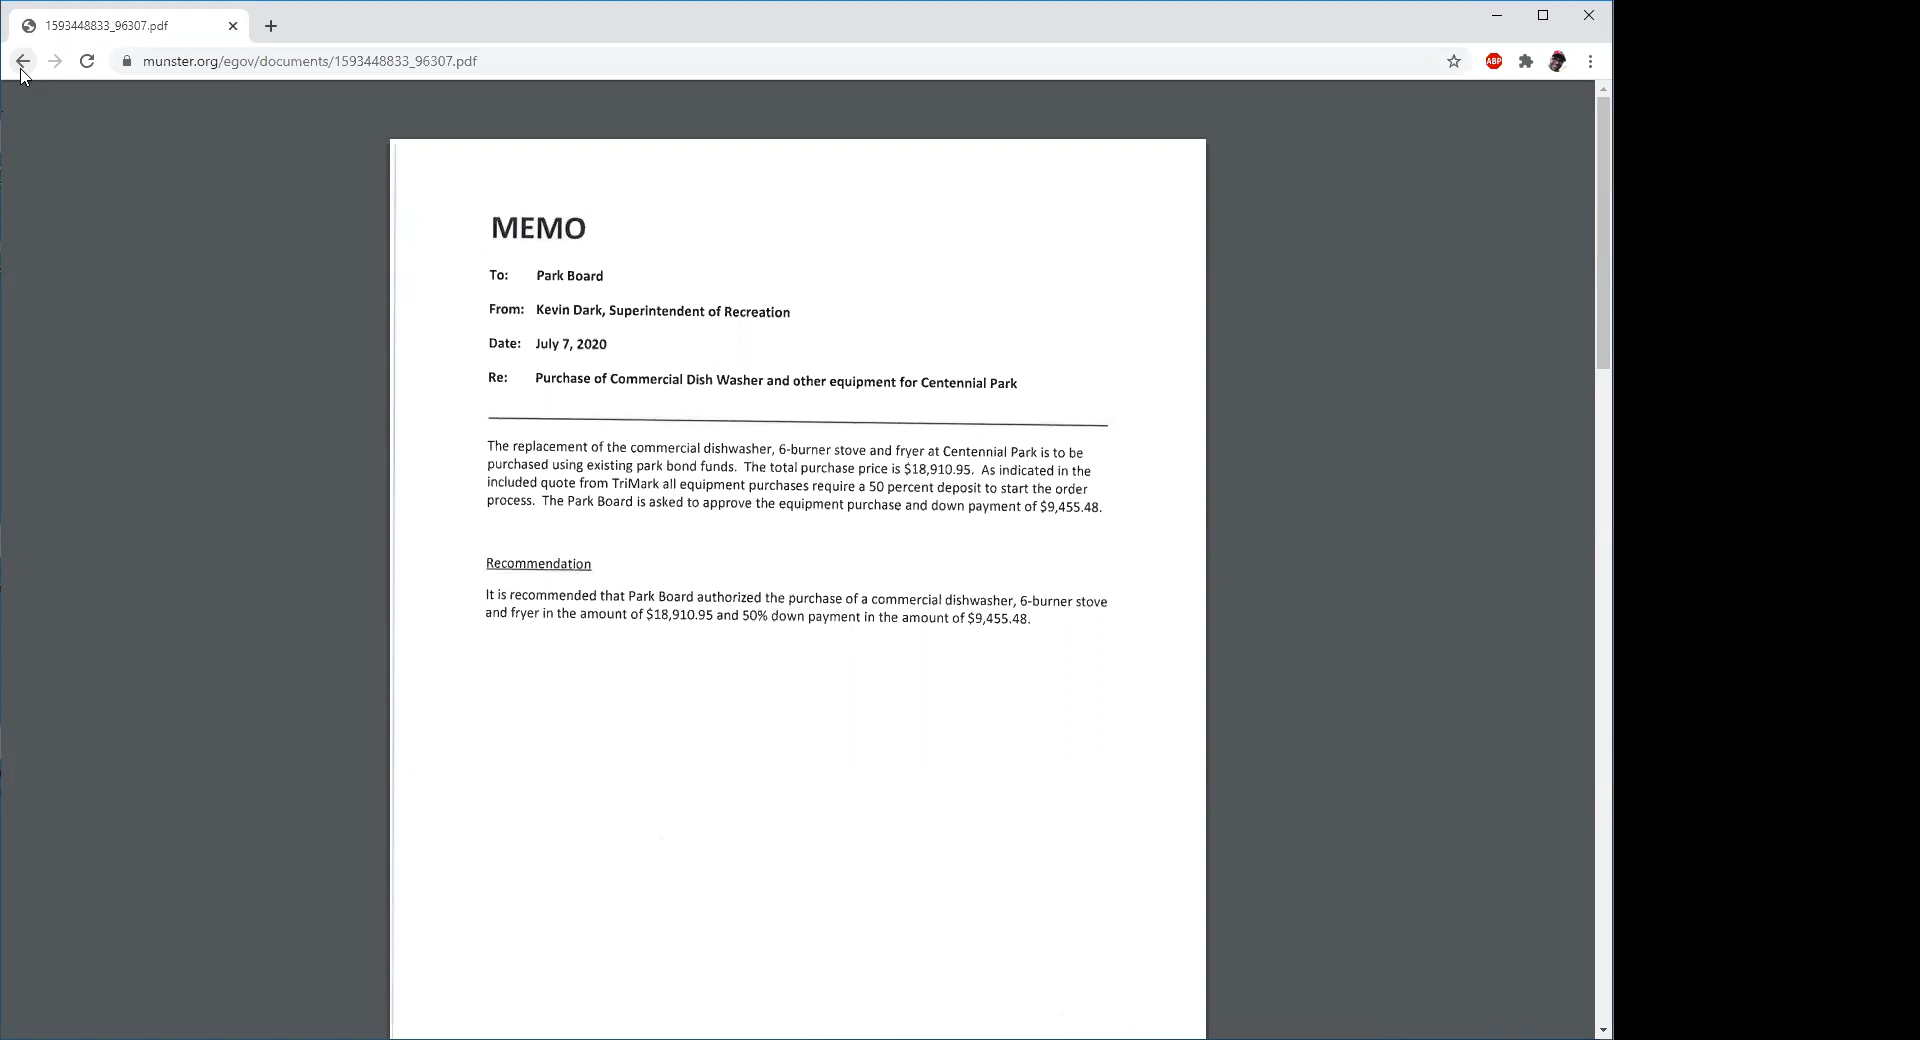 1593448833_96307.pdf
munster.org/egov/documents/1593448833_96307.pdf
ABP
MEMO
To: Park Board
From: Kevin Dark, Superintendent of Recreation
Date: July 7, 2020
Re: Purchase of Commercial Dish Washer and other equipment for Centennial Park
The replacement of the commercial dishwasher, 6-burner stove and fryer at Centennial Park is to be
purchased using existing park bond funds. The total purchase price is $18,910.95. As indicated in the
included quote from TriMark all equipment purchases require a 50 percent deposit to start the order
process. The Park Board is asked to approve the equipment purchase and down payment of $9,455.48.
Recommendation
It is recommended that Park Board authorized the purchase of a commercial dishwasher, 6-burner stove
and fryer in the amount of $18,910.95 and 50% down payment in the amount of $9,455.48.